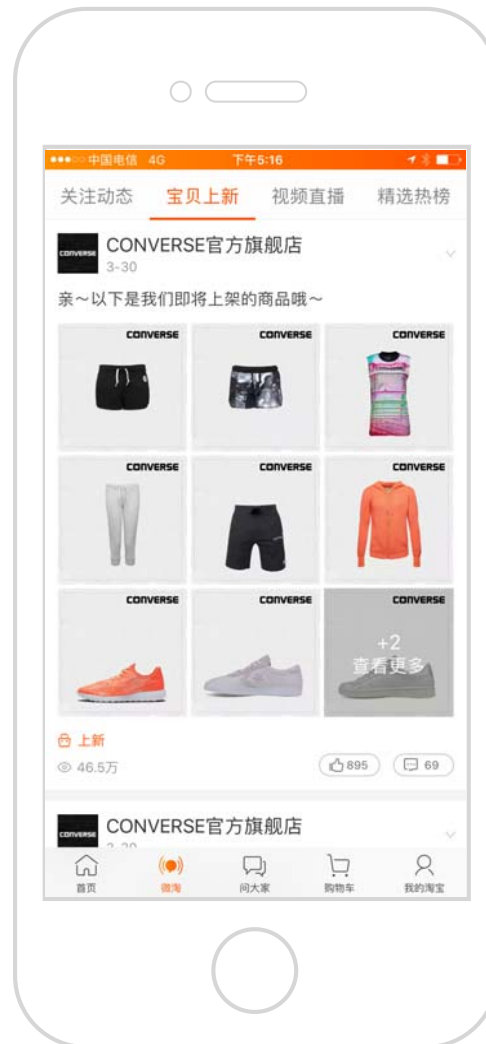 中国电信 4G 下午5:16
关注动态 宝贝上新 视频直播 精选热榜
CONVERSE CONVERSE官方旗舰店
3-30
亲～以下是我们即将上架的商品哦～
CONVERSE CONVERSE CONVERSE
CONVERSE CONVERSE CONVERSE
CONVERSE CONVERSE CONVERSE
+2
查看更多
上新
46.5万 895 69
CONVERSE CONVERSE官方旗舰店
首页 微淘 问大家 购物车 我的淘宝